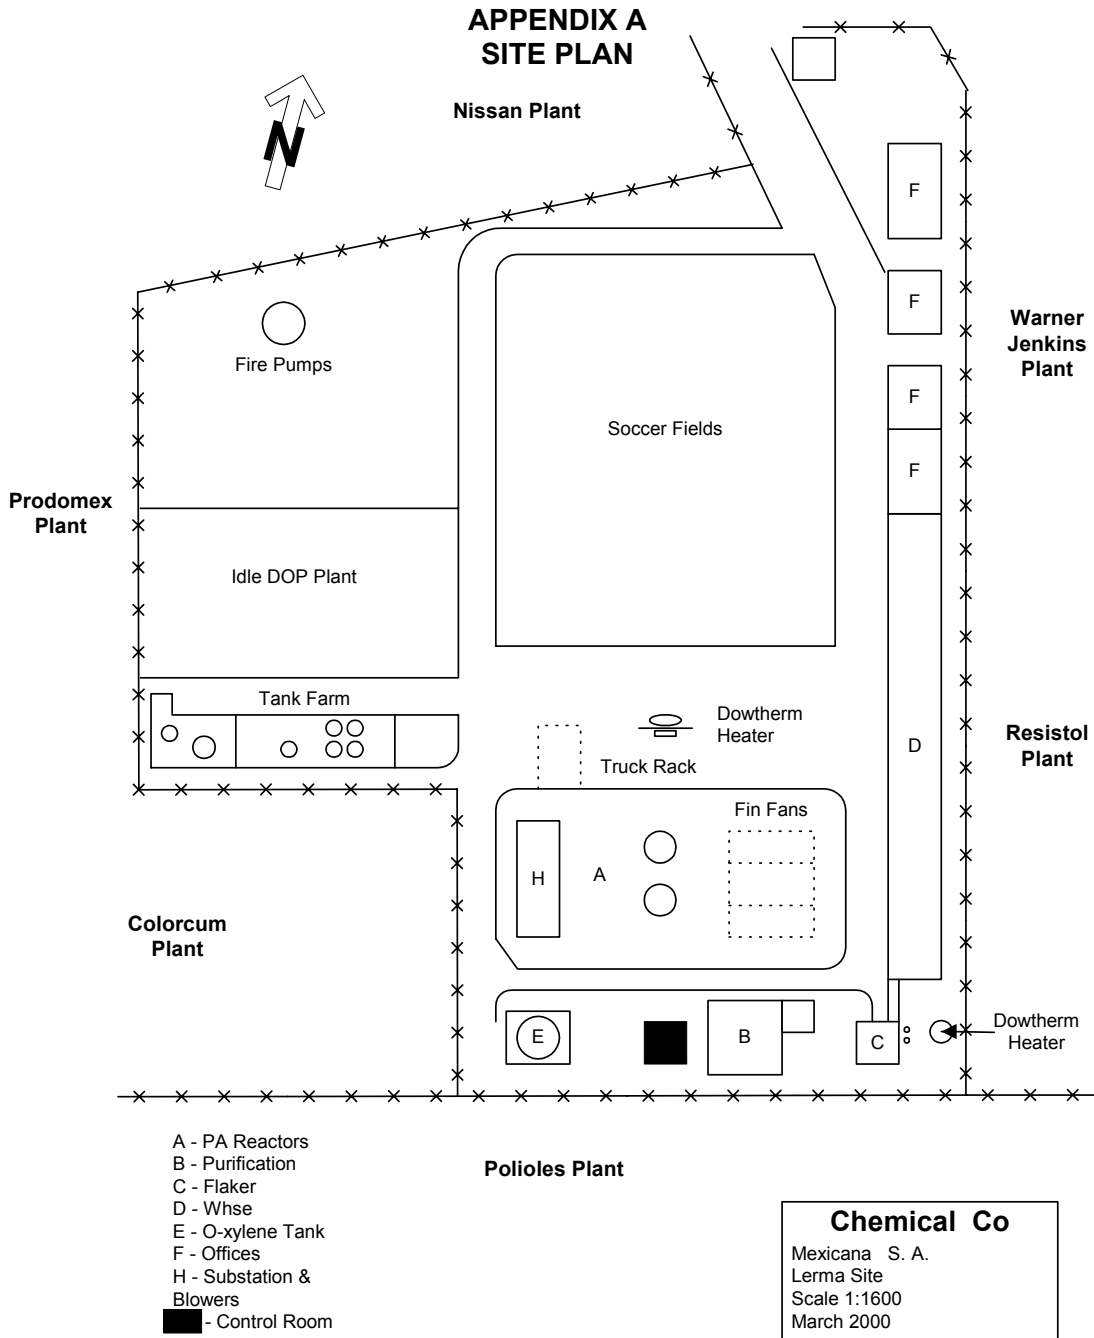 APPENDIX A
SITE PLAN
Nissan Plant
N
F
F
Warner
Jenkins
Plant
Fire Pumps
F
Soccer Fields
F
Prodomex
Plant
Idle DOP Plant
Tank Farm
Dowtherm
Heater
Resistol
Plant
D
Truck Rack
Fin Fans
H
A
Colorcum
Plant
Dowtherm
Heater
E
B
C
A - PA Reactors
B - Purification
C - Flaker
D - Whse
E - O-xylene Tank
F - Offices
H - Substation &
Blowers
- Control Room
Polioles Plant
Chemical Co
Mexicana S. A.
Lerma Site
Scale 1:1600
March 2000